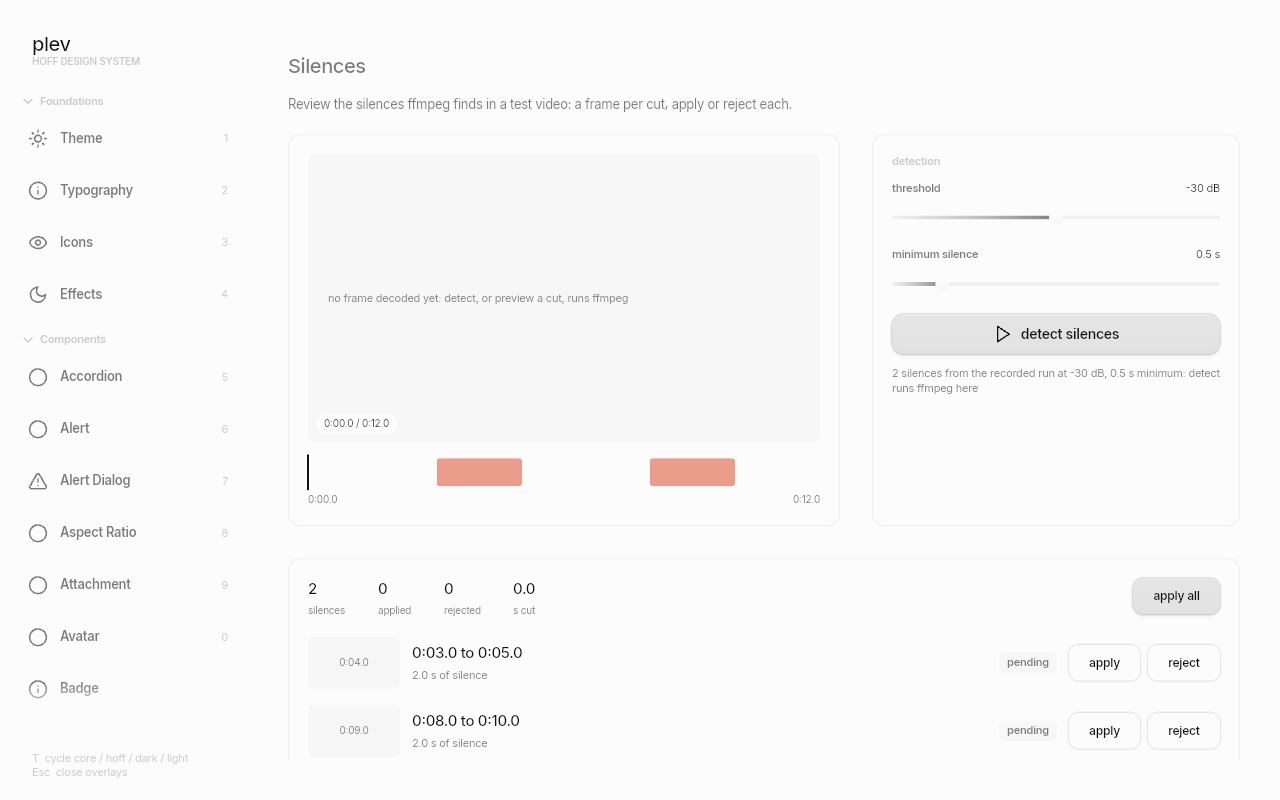 plev
HOFF DESIGN SYSTEM
Foundations
Theme 1
Typography 2
Icons 3
Effects 4
Components
Accordion 5
Alert 6
Alert Dialog 7
Aspect Ratio 8
Attachment 9
Avatar 0
Badge
T cycle core / hoff / dark / light
Esc close overlays
Silences
Review the silences ffmpeg finds in a test video: a frame per cut, apply or reject each.
no frame decoded yet: detect, or preview a cut, runs ffmpeg
0:00.0 / 0:12.0
0:00.0 0:12.0
detection
threshold -30 dB
minimum silence 0.5 s
detect silences
2 silences from the recorded run at -30 dB, 0.5 s minimum: detect
runs ffmpeg here
2 0 0 0.0
silences applied rejected s cut
apply all
0:04.0
0:03.0 to 0:05.0
2.0 s of silence
pending apply reject
0:09.0
0:08.0 to 0:10.0
2.0 s of silence
pending apply reject